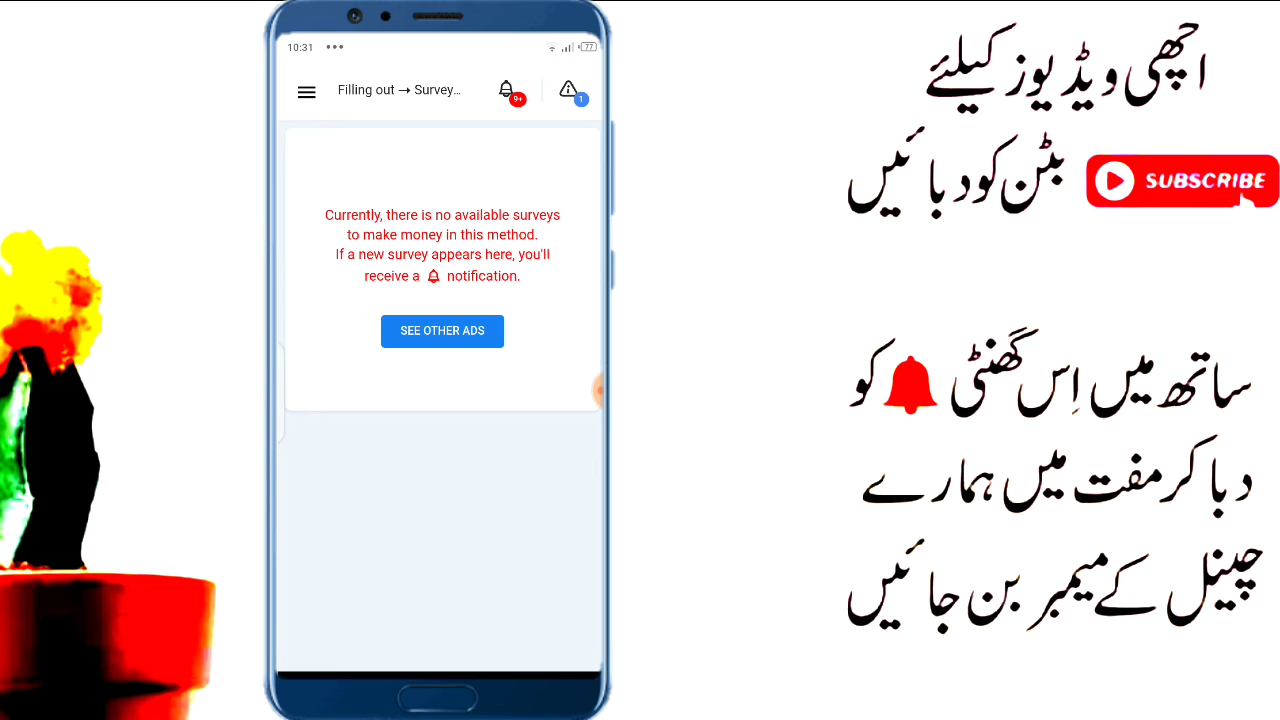 10:31
77
Filling out → Survey...
9+
1
Currently, there is no available surveys
to make money in this method.
If a new survey appears here, you'll
receive a notification.
SEE OTHER ADS
اچھی ویڈیوز کیلئے
بٹن کو دبائیں
SUBSCRIBE
ساتھ میں اِس گھنٹی کو
دبا کر مفت میں ہمارے
چینل کے میمبر بن جائیں